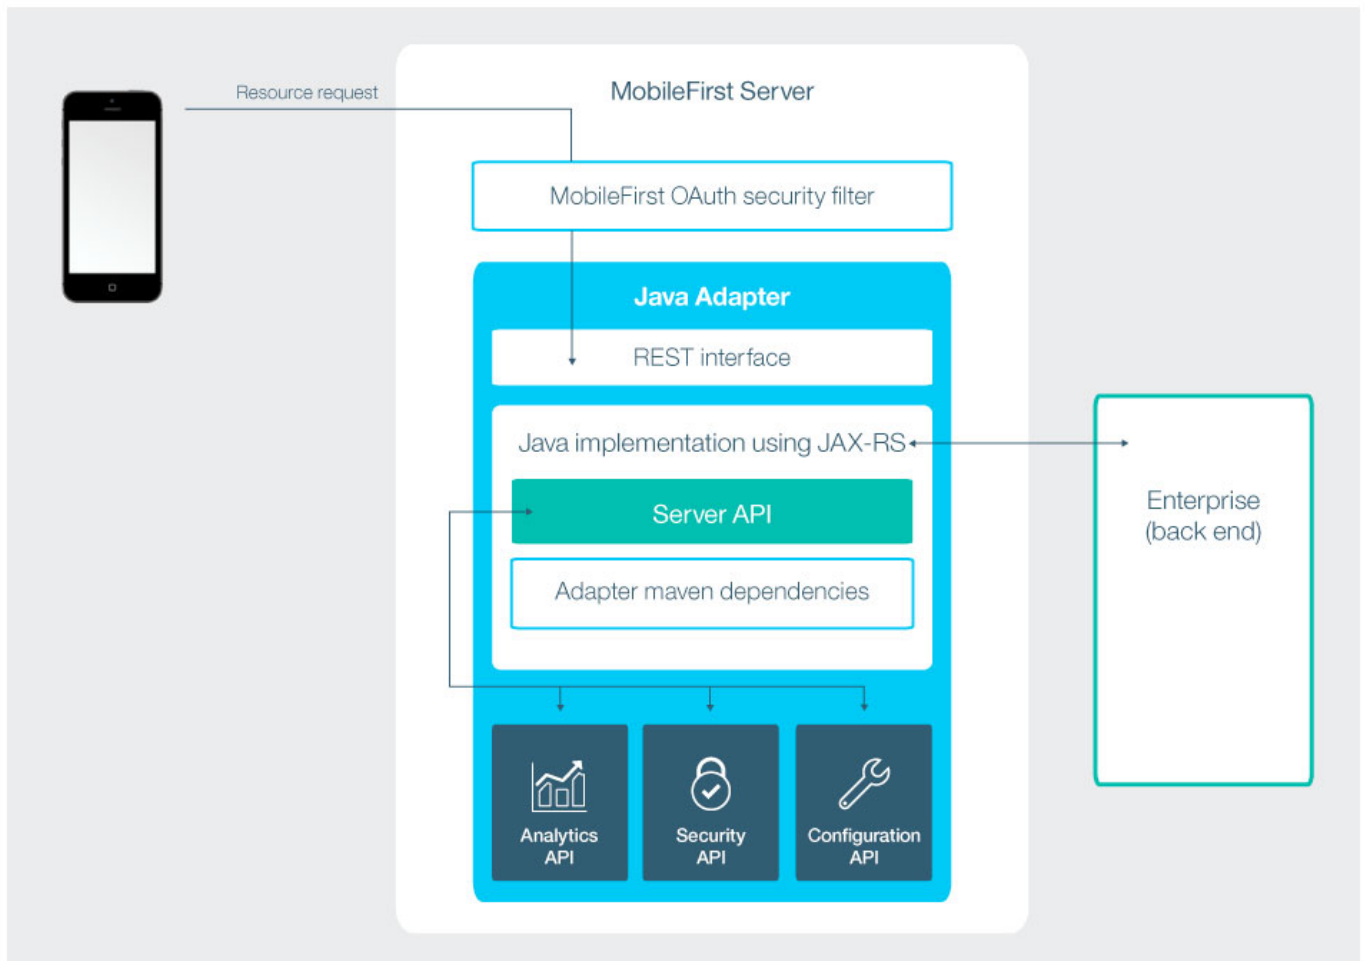 Resource request
MobileFirst Server
MobileFirst OAuth security filter
Java Adapter
REST interface
Java implementation using JAX-RS
Server API
Adapter maven dependencies
Enterprise
(back end)
Analytics
API
Security
API
Configuration
API